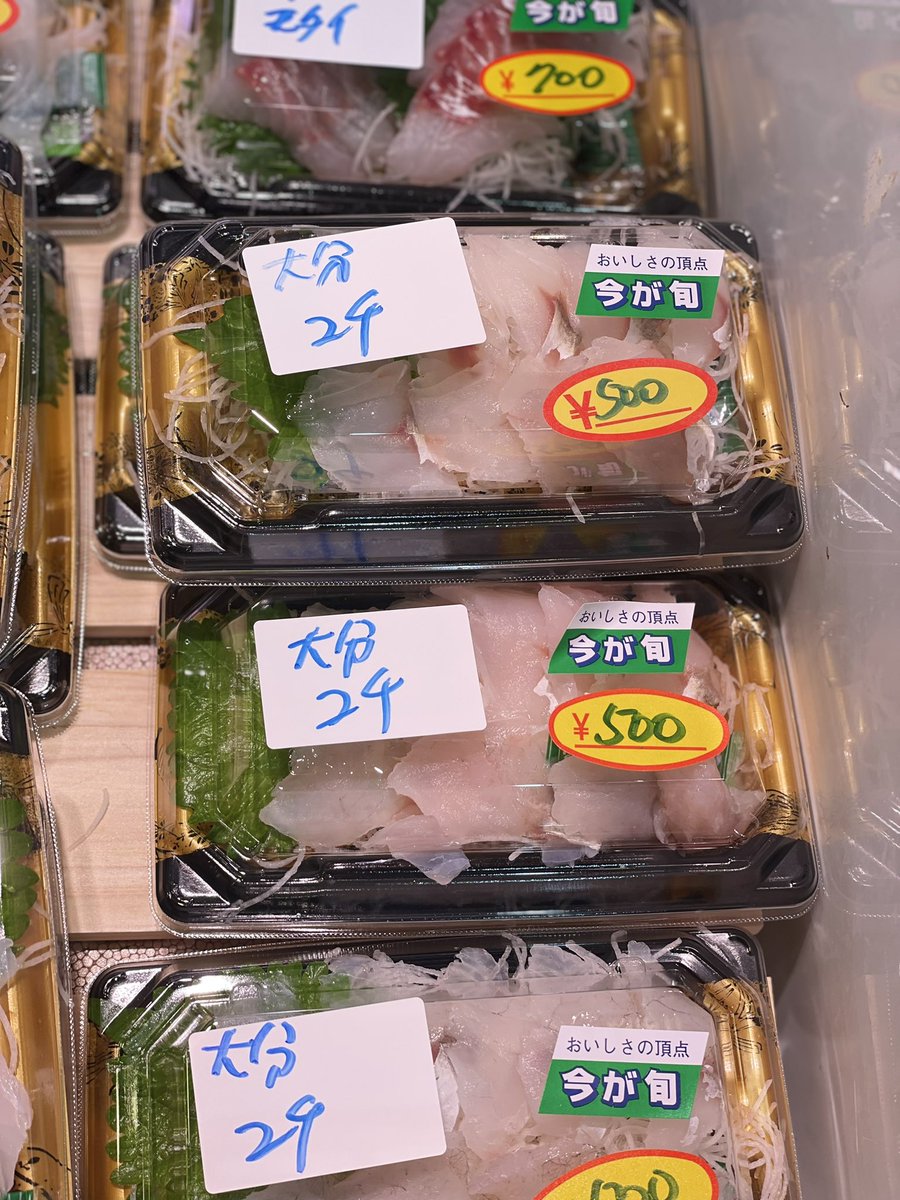 今が旬
¥700
大分
コチ
おいしさの頂点
今が旬
¥500
大分
コチ
おいしさの頂点
今が旬
¥500
大分
コチ
おいしさの頂点
今が旬